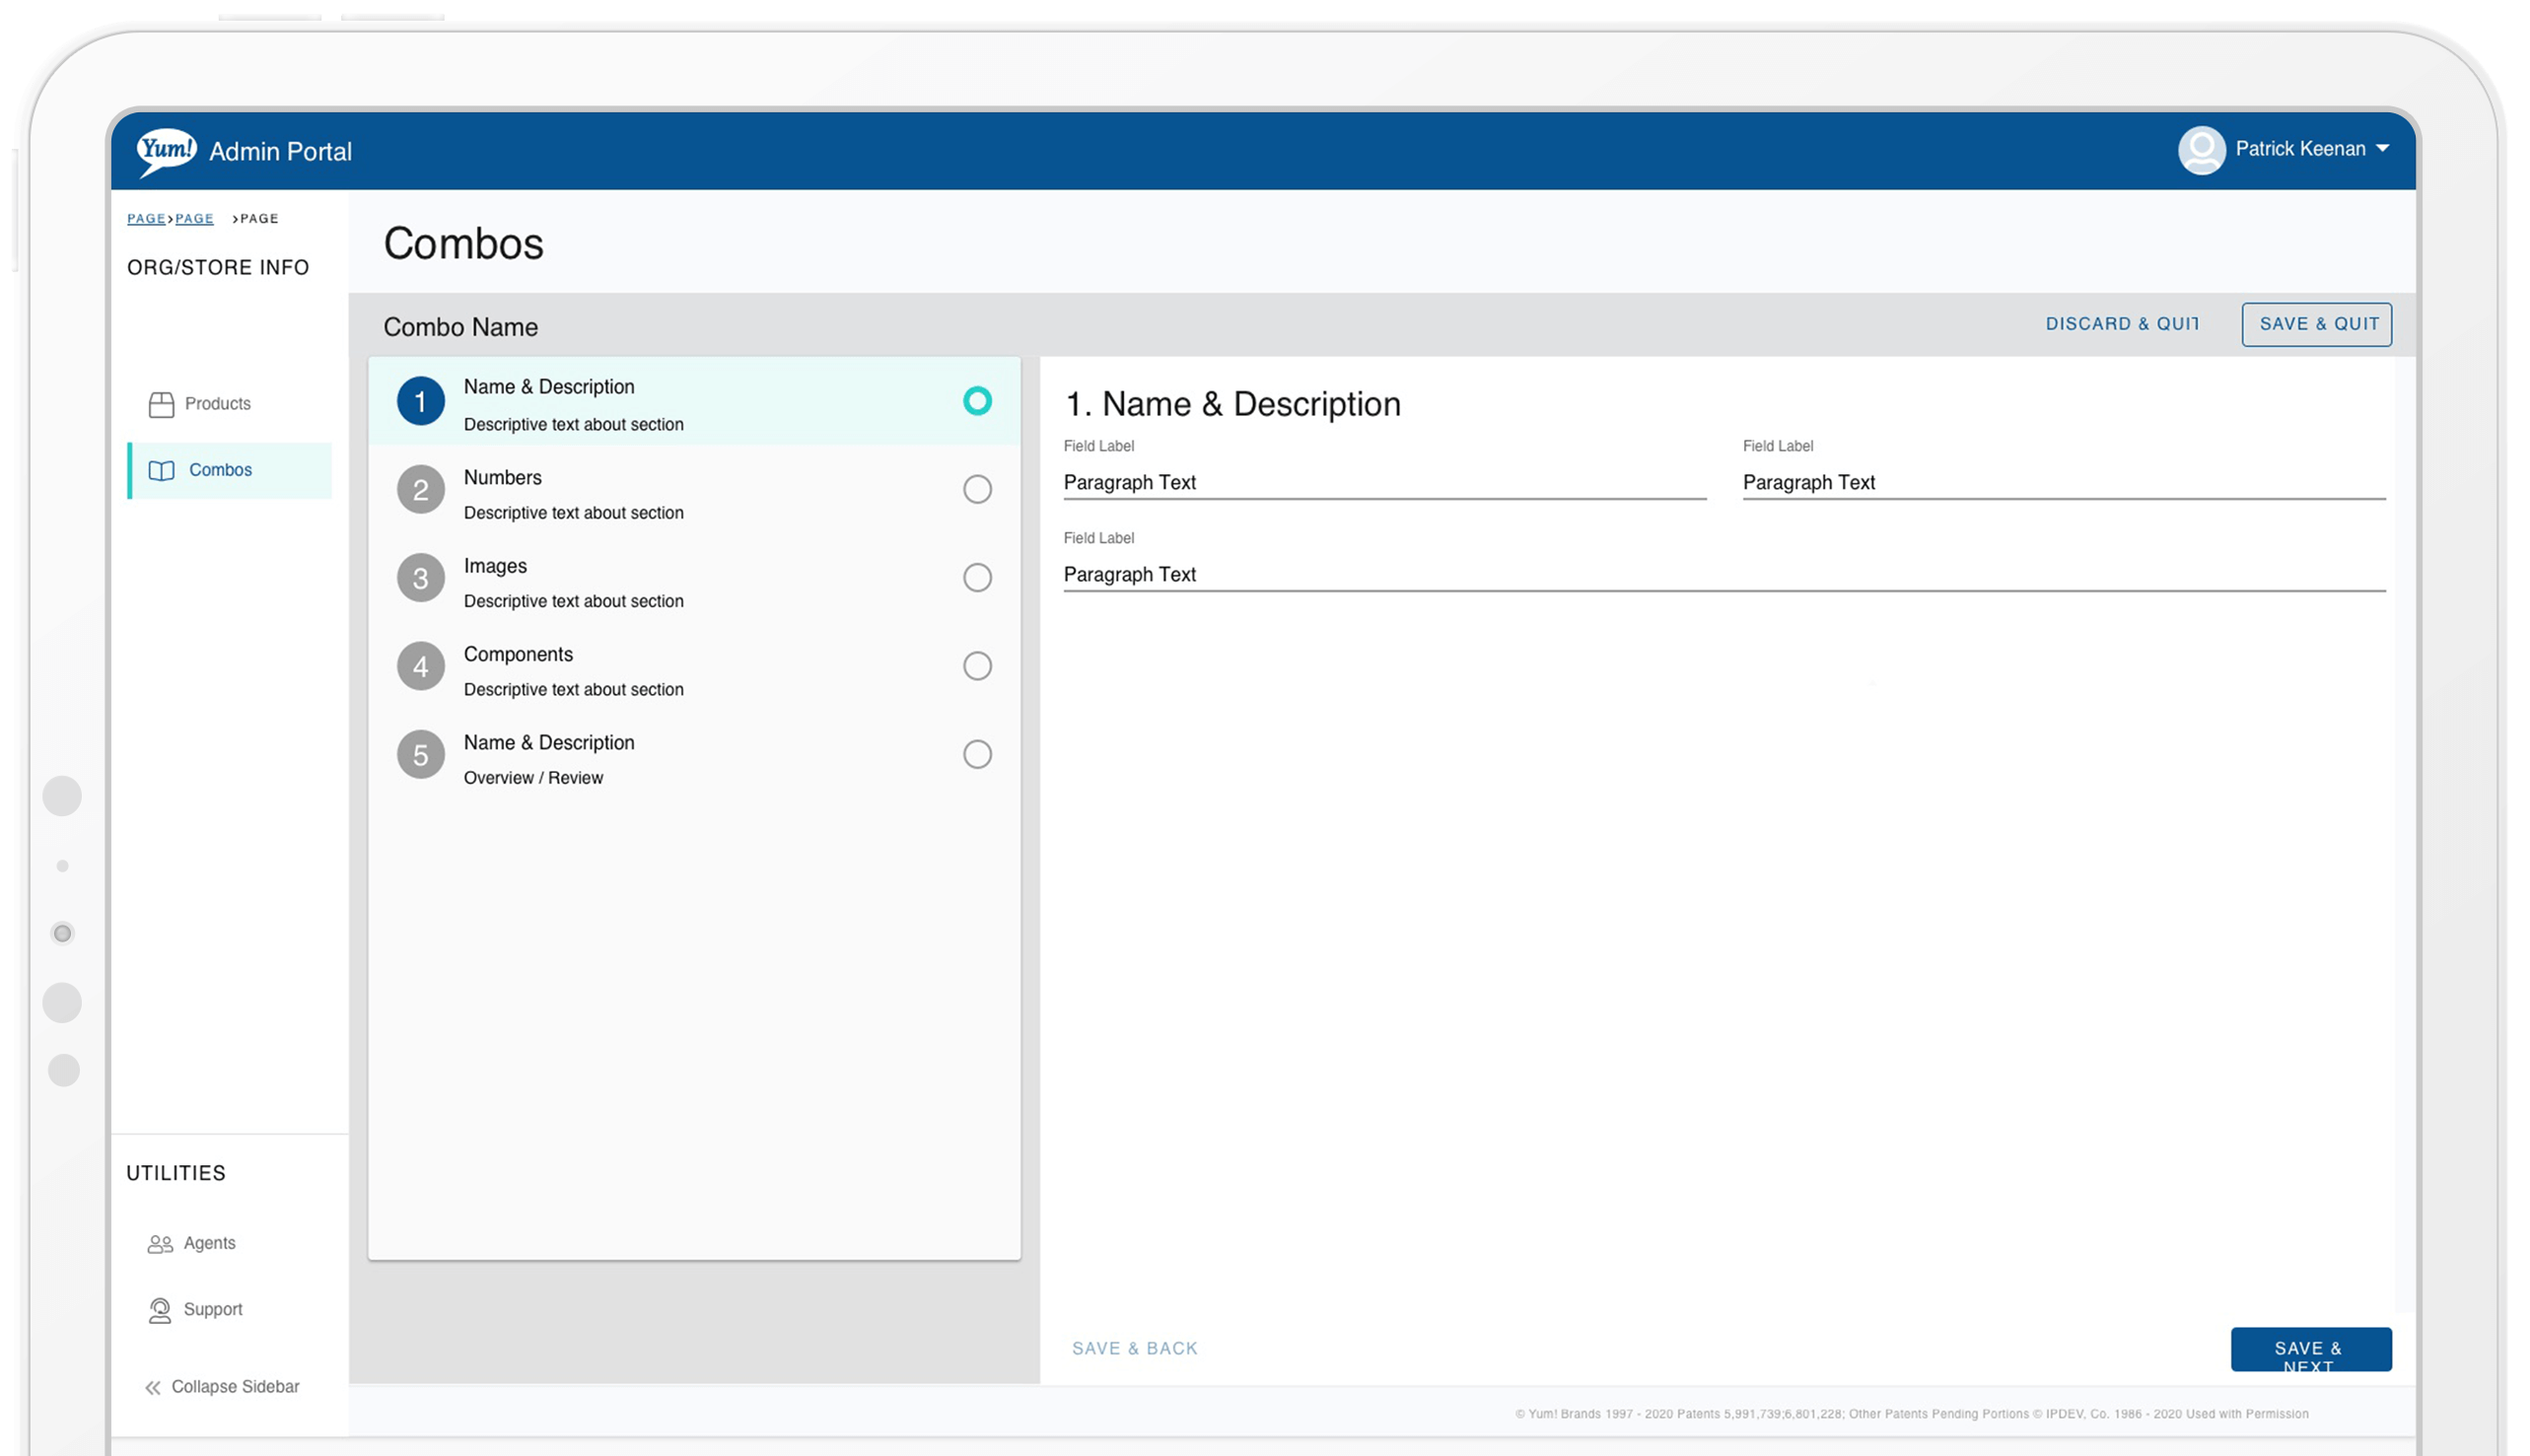 Yum! Admin Portal
Patrick Keenan
PAGE>PAGE >PAGE
ORG/STORE INFO
Products
Combos
UTILITIES
Agents
Support
Collapse Sidebar
Combos
Combo Name
DISCARD & QUIT
SAVE & QUIT
1 Name & Description
Descriptive text about section
2 Numbers
Descriptive text about section
3 Images
Descriptive text about section
4 Components
Descriptive text about section
5 Name & Description
Overview / Review
1. Name & Description
Field Label
Paragraph Text
Field Label
Paragraph Text
Field Label
Paragraph Text
SAVE & BACK
SAVE &
NEXT
© Yum! Brands 1997 - 2020 Patents 5,991,739;6,801,228; Other Patents Pending Portions © IPDEV, Co. 1986 - 2020 Used with Permission